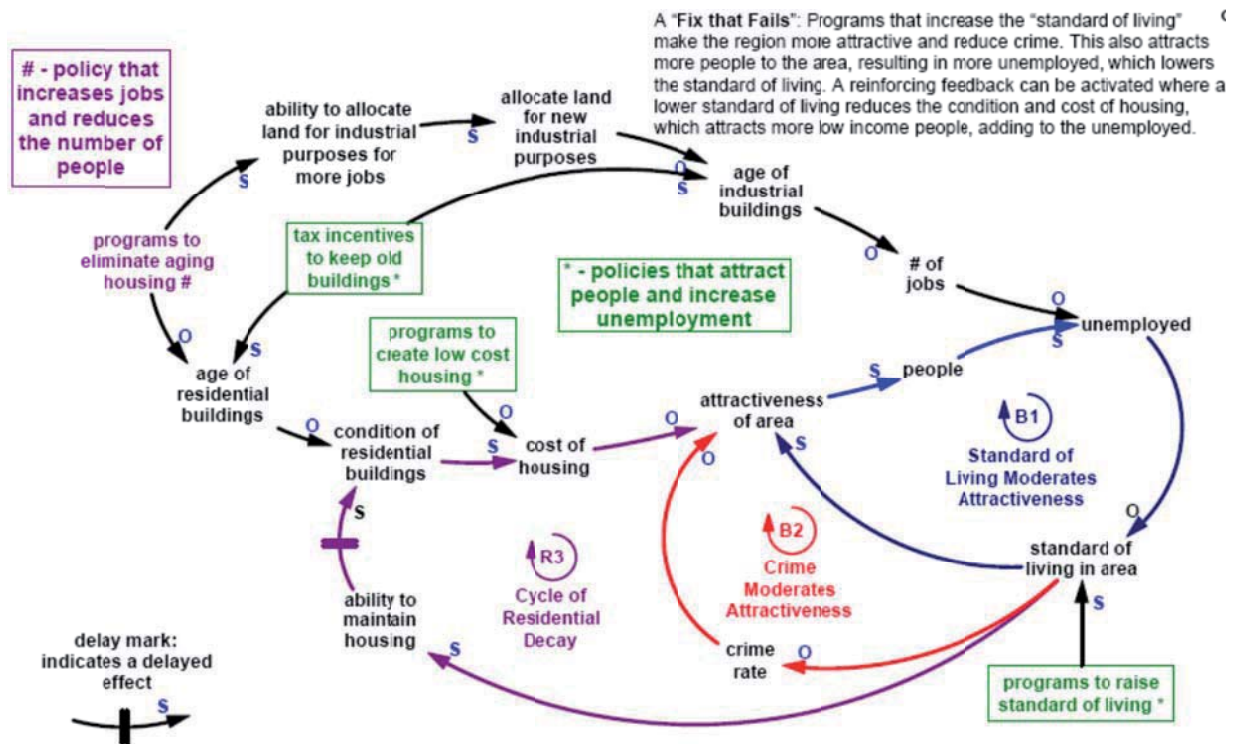 A "Fix that Fails": Programs that increase the "standard of living"
make the region more attractive and reduce crime. This also attracts
more people to the area, resulting in more unemployed, which lowers
the standard of living. A reinforcing feedback can be activated where a
lower standard of living reduces the condition and cost of housing,
which attracts more low income people, adding to the unemployed.
# - policy that
increases jobs
and reduces
the number of
people
ability to allocate
land for industrial
purposes for
more jobs
S
allocate land
for new
industrial
purposes
O
S
age of
industrial
buildings
S
programs to
eliminate aging
housing #
tax incentives
to keep old
buildings *
* - policies that attract
people and increase
unemployment
O
# of
jobs
O
unemployed
S
O
S
age of
residential
buildings
programs to
create low cost
housing *
S
people
attractiveness
of area
O
condition of
residential
buildings
S
O
cost of
housing
O
O
S
B1
Standard of
Living Moderates
Attractiveness
S
R3
Cycle of
Residential
Decay
B2
Crime
Moderates
Attractiveness
O
standard of
living in area
ability to
maintain
housing
S
crime
rate
O
S
programs to raise
standard of living *
delay mark:
indicates a delayed
effect
S